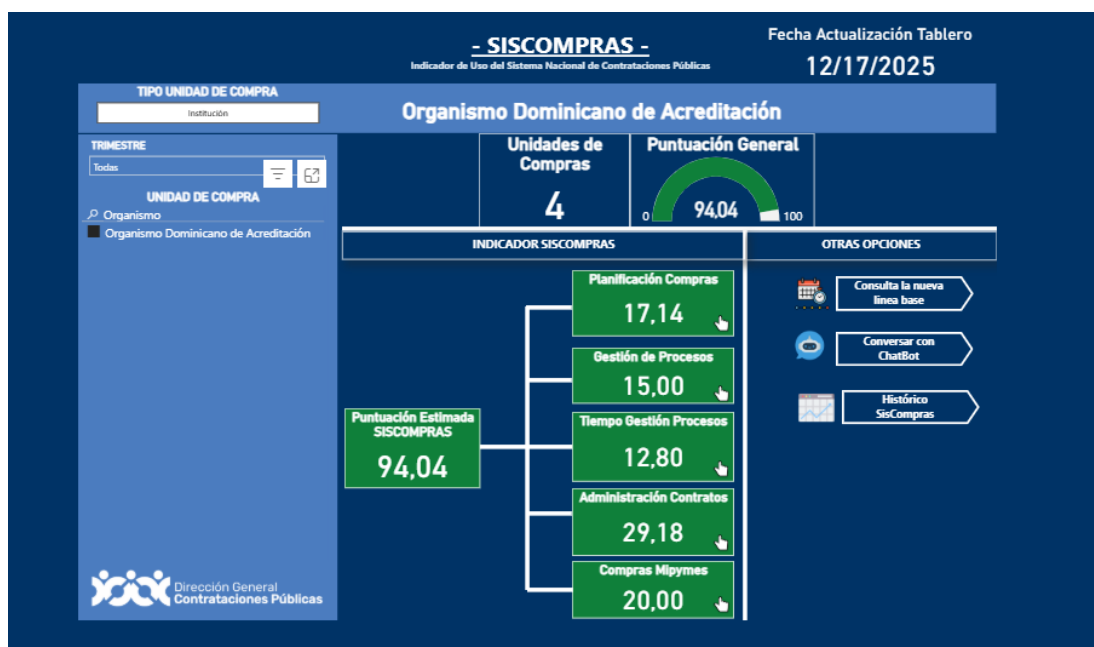 - SISCOMPRAS -
Indicador de Uso del Sistema Nacional de Contrataciones Públicas
Fecha Actualización Tablero
12/17/2025
TIPO UNIDAD DE COMPRA
Institución
Organismo Dominicano de Acreditación
TRIMESTRE
Todas
UNIDAD DE COMPRA
Organismo
Organismo Dominicano de Acreditación
Unidades de
Compras
4
Puntuación General
0
94,04
100
INDICADOR SISCOMPRAS
OTRAS OPCIONES
Puntuación Estimada
SISCOMPRAS
94,04
Planificación Compras
17,14
Gestión de Procesos
15,00
Tiempo Gestión Procesos
12,80
Administración Contratos
29,18
Compras Mipymes
20,00
Consulta la nueva
linea base
Conversar con
ChatBot
Histórico
SisCompras
Dirección General
Contrataciones Públicas